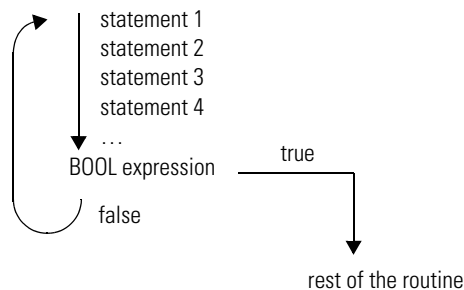 statement 1
statement 2
statement 3
statement 4
...
BOOL expression
true
false
rest of the routine